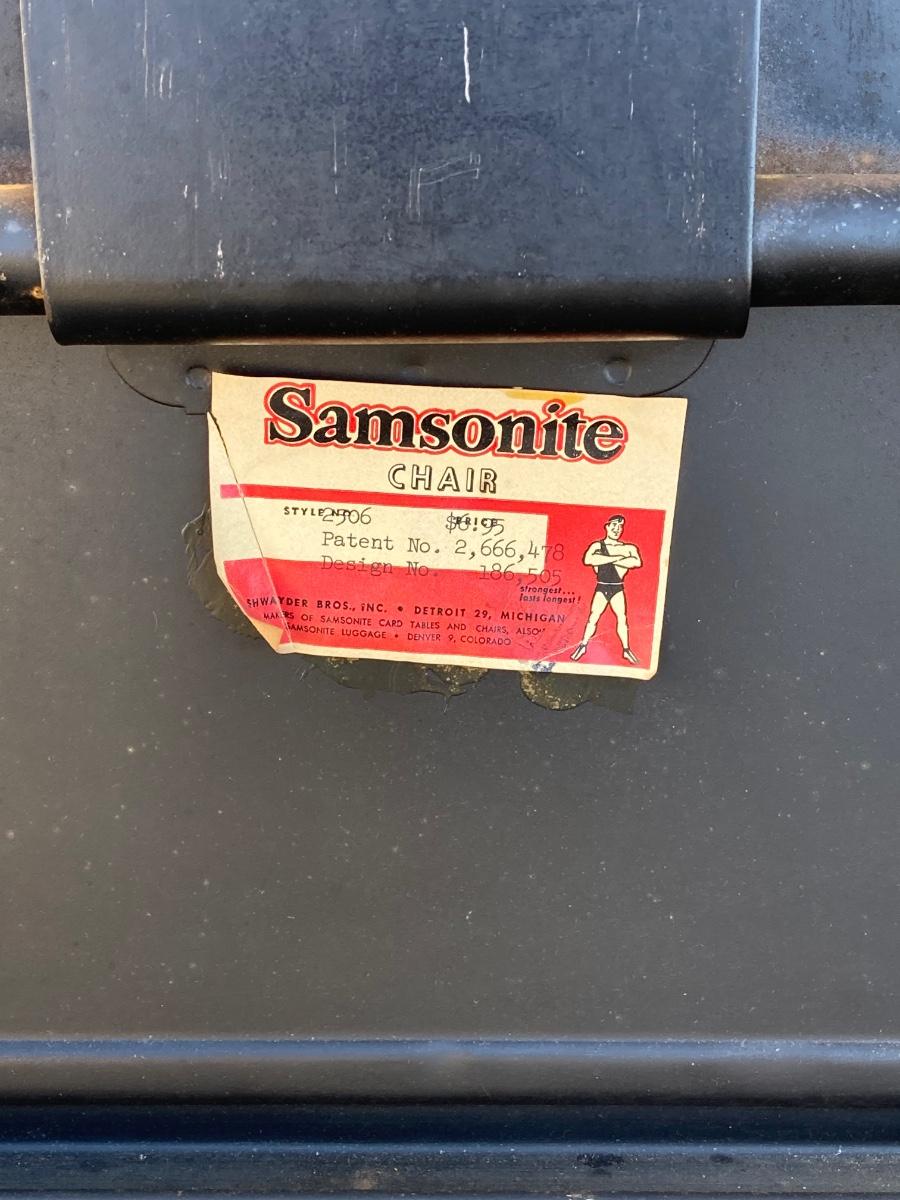 Samsonite
CHAIR
STYLE NO. PRICE
2506 $6.95
Patent No. 2,666,478
Design No. 186,505
strongest...
lasts longest!
SHWAYDER BROS., INC. • DETROIT 29, MICHIGAN
MAKERS OF SAMSONITE CARD TABLES AND CHAIRS, ALSO
SAMSONITE LUGGAGE • DENVER 9, COLORADO